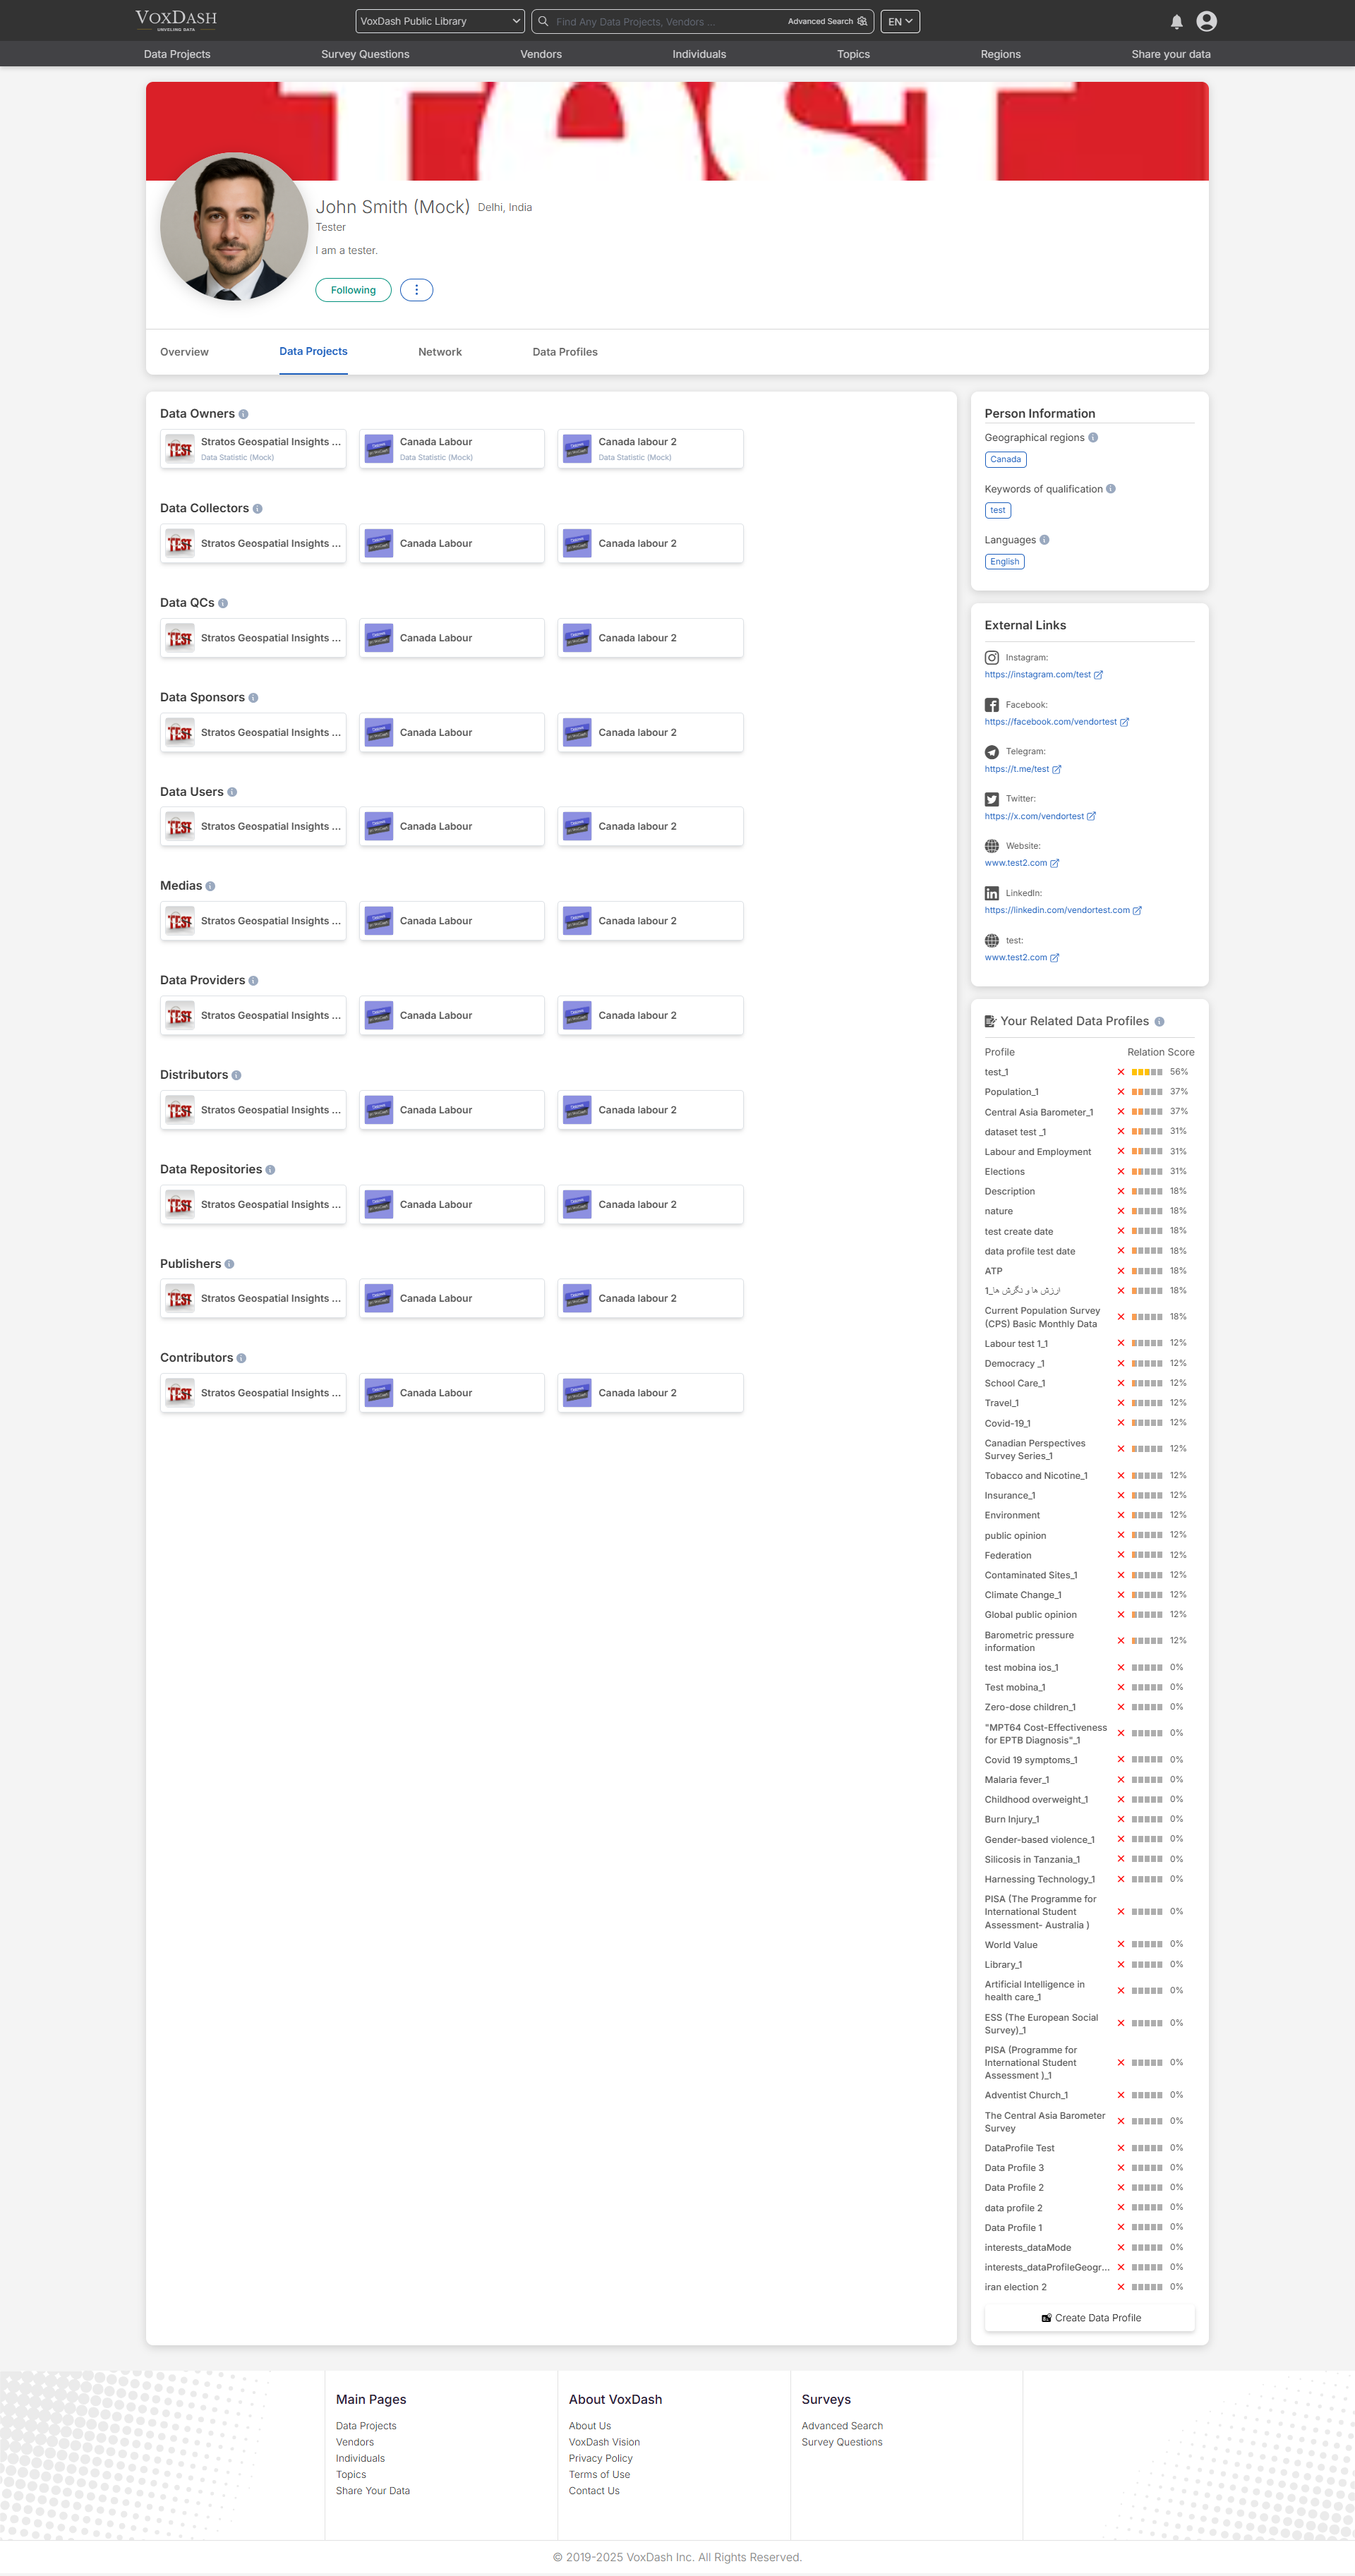 VOXDASH
UNVEILING DATA
VoxDash Public Library
Find Any Data Projects, Vendors ...
Advanced Search
EN
Data Projects
Survey Questions
Vendors
Individuals
Topics
Regions
Share your data
TEST
John Smith (Mock) Delhi, India
Tester
I am a tester.
Following
Overview
Data Projects
Network
Data Profiles
Data Owners
TEST
Stratos Geospatial Insights ...
Data Statistic (Mock)
Canada Labour
Data Statistic (Mock)
Canada labour 2
Data Statistic (Mock)
Data Collectors
TEST
Stratos Geospatial Insights ...
Canada Labour
Canada labour 2
Data QCs
TEST
Stratos Geospatial Insights ...
Canada Labour
Canada labour 2
Data Sponsors
TEST
Stratos Geospatial Insights ...
Canada Labour
Canada labour 2
Data Users
TEST
Stratos Geospatial Insights ...
Canada Labour
Canada labour 2
Medias
TEST
Stratos Geospatial Insights ...
Canada Labour
Canada labour 2
Data Providers
TEST
Stratos Geospatial Insights ...
Canada Labour
Canada labour 2
Distributors
TEST
Stratos Geospatial Insights ...
Canada Labour
Canada labour 2
Data Repositories
TEST
Stratos Geospatial Insights ...
Canada Labour
Canada labour 2
Publishers
TEST
Stratos Geospatial Insights ...
Canada Labour
Canada labour 2
Contributors
TEST
Stratos Geospatial Insights ...
Canada Labour
Canada labour 2
Person Information
Geographical regions
Canada
Keywords of qualification
test
Languages
English
External Links
Instagram:
https://instagram.com/test
Facebook:
https://facebook.com/vendortest
Telegram:
https://t.me/test
Twitter:
https://x.com/vendortest
Website:
www.test2.com
LinkedIn:
https://linkedin.com/vendortest.com
test:
www.test2.com
Your Related Data Profiles
Profile Relation Score
test_1 56%
Population_1 37%
Central Asia Barometer_1 37%
dataset test _1 31%
Labour and Employment 31%
Elections 31%
Description 18%
nature 18%
test create date 18%
data profile test date 18%
ATP 18%
ارزش ها و نگرش ها_1 18%
Current Population Survey
(CPS) Basic Monthly Data 18%
Labour test 1_1 12%
Democracy _1 12%
School Care_1 12%
Travel_1 12%
Covid-19_1 12%
Canadian Perspectives
Survey Series_1 12%
Tobacco and Nicotine_1 12%
Insurance_1 12%
Environment 12%
public opinion 12%
Federation 12%
Contaminated Sites_1 12%
Climate Change_1 12%
Global public opinion 12%
Barometric pressure
information 12%
test mobina ios_1 0%
Test mobina_1 0%
Zero-dose children_1 0%
"MPT64 Cost-Effectiveness
for EPTB Diagnosis"_1 0%
Covid 19 symptoms_1 0%
Malaria fever_1 0%
Childhood overweight_1 0%
Burn Injury_1 0%
Gender-based violence_1 0%
Silicosis in Tanzania_1 0%
Harnessing Technology_1 0%
PISA (The Programme for
International Student 0%
Assessment- Australia )
World Value 0%
Library_1 0%
Artificial Intelligence in
health care_1 0%
ESS (The European Social
Survey)_1 0%
PISA (Programme for
International Student 0%
Assessment )_1
Adventist Church_1 0%
The Central Asia Barometer
Survey 0%
DataProfile Test 0%
Data Profile 3 0%
Data Profile 2 0%
data profile 2 0%
Data Profile 1 0%
interests_dataMode 0%
interests_dataProfileGeogr... 0%
iran election 2 0%
Create Data Profile
Main Pages
Data Projects
Vendors
Individuals
Topics
Share Your Data
About VoxDash
About Us
VoxDash Vision
Privacy Policy
Terms of Use
Contact Us
Surveys
Advanced Search
Survey Questions
© 2019-2025 VoxDash Inc. All Rights Reserved.